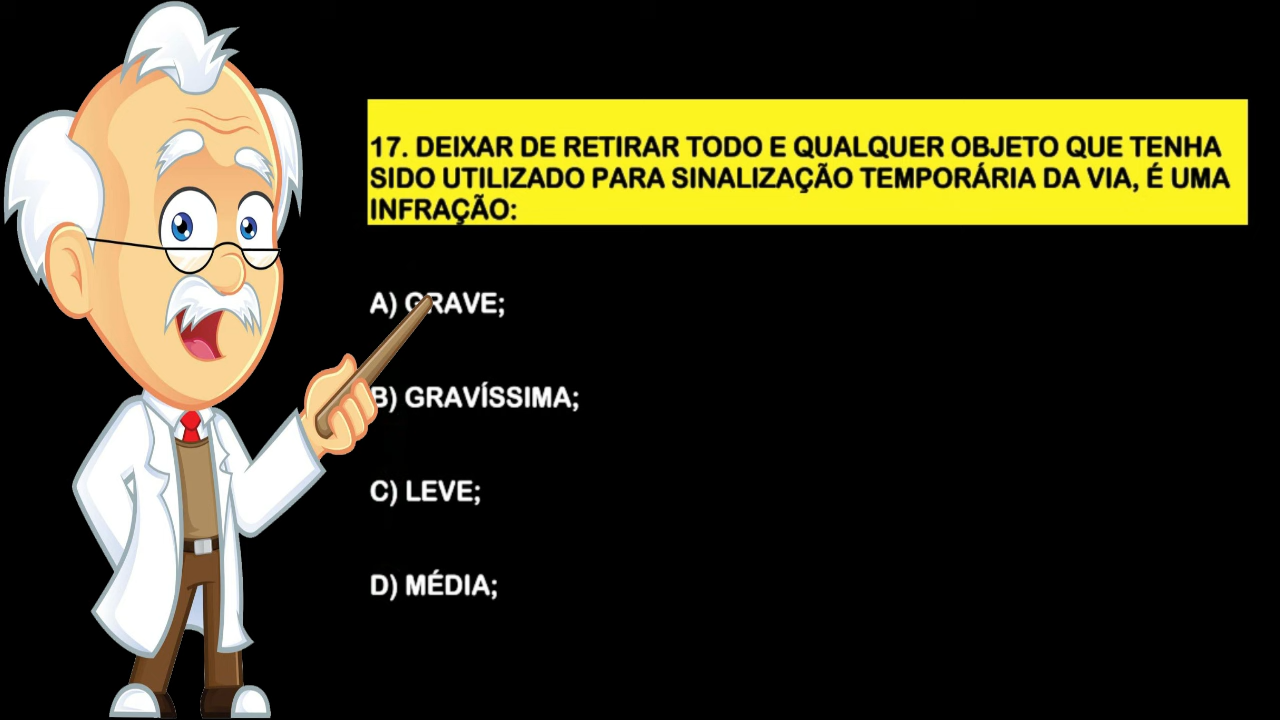 17. DEIXAR DE RETIRAR TODO E QUALQUER OBJETO QUE TENHA
SIDO UTILIZADO PARA SINALIZAÇÃO TEMPORÁRIA DA VIA, É UMA
INFRAÇÃO:
A) GRAVE;
B) GRAVÍSSIMA;
C) LEVE;
D) MÉDIA;